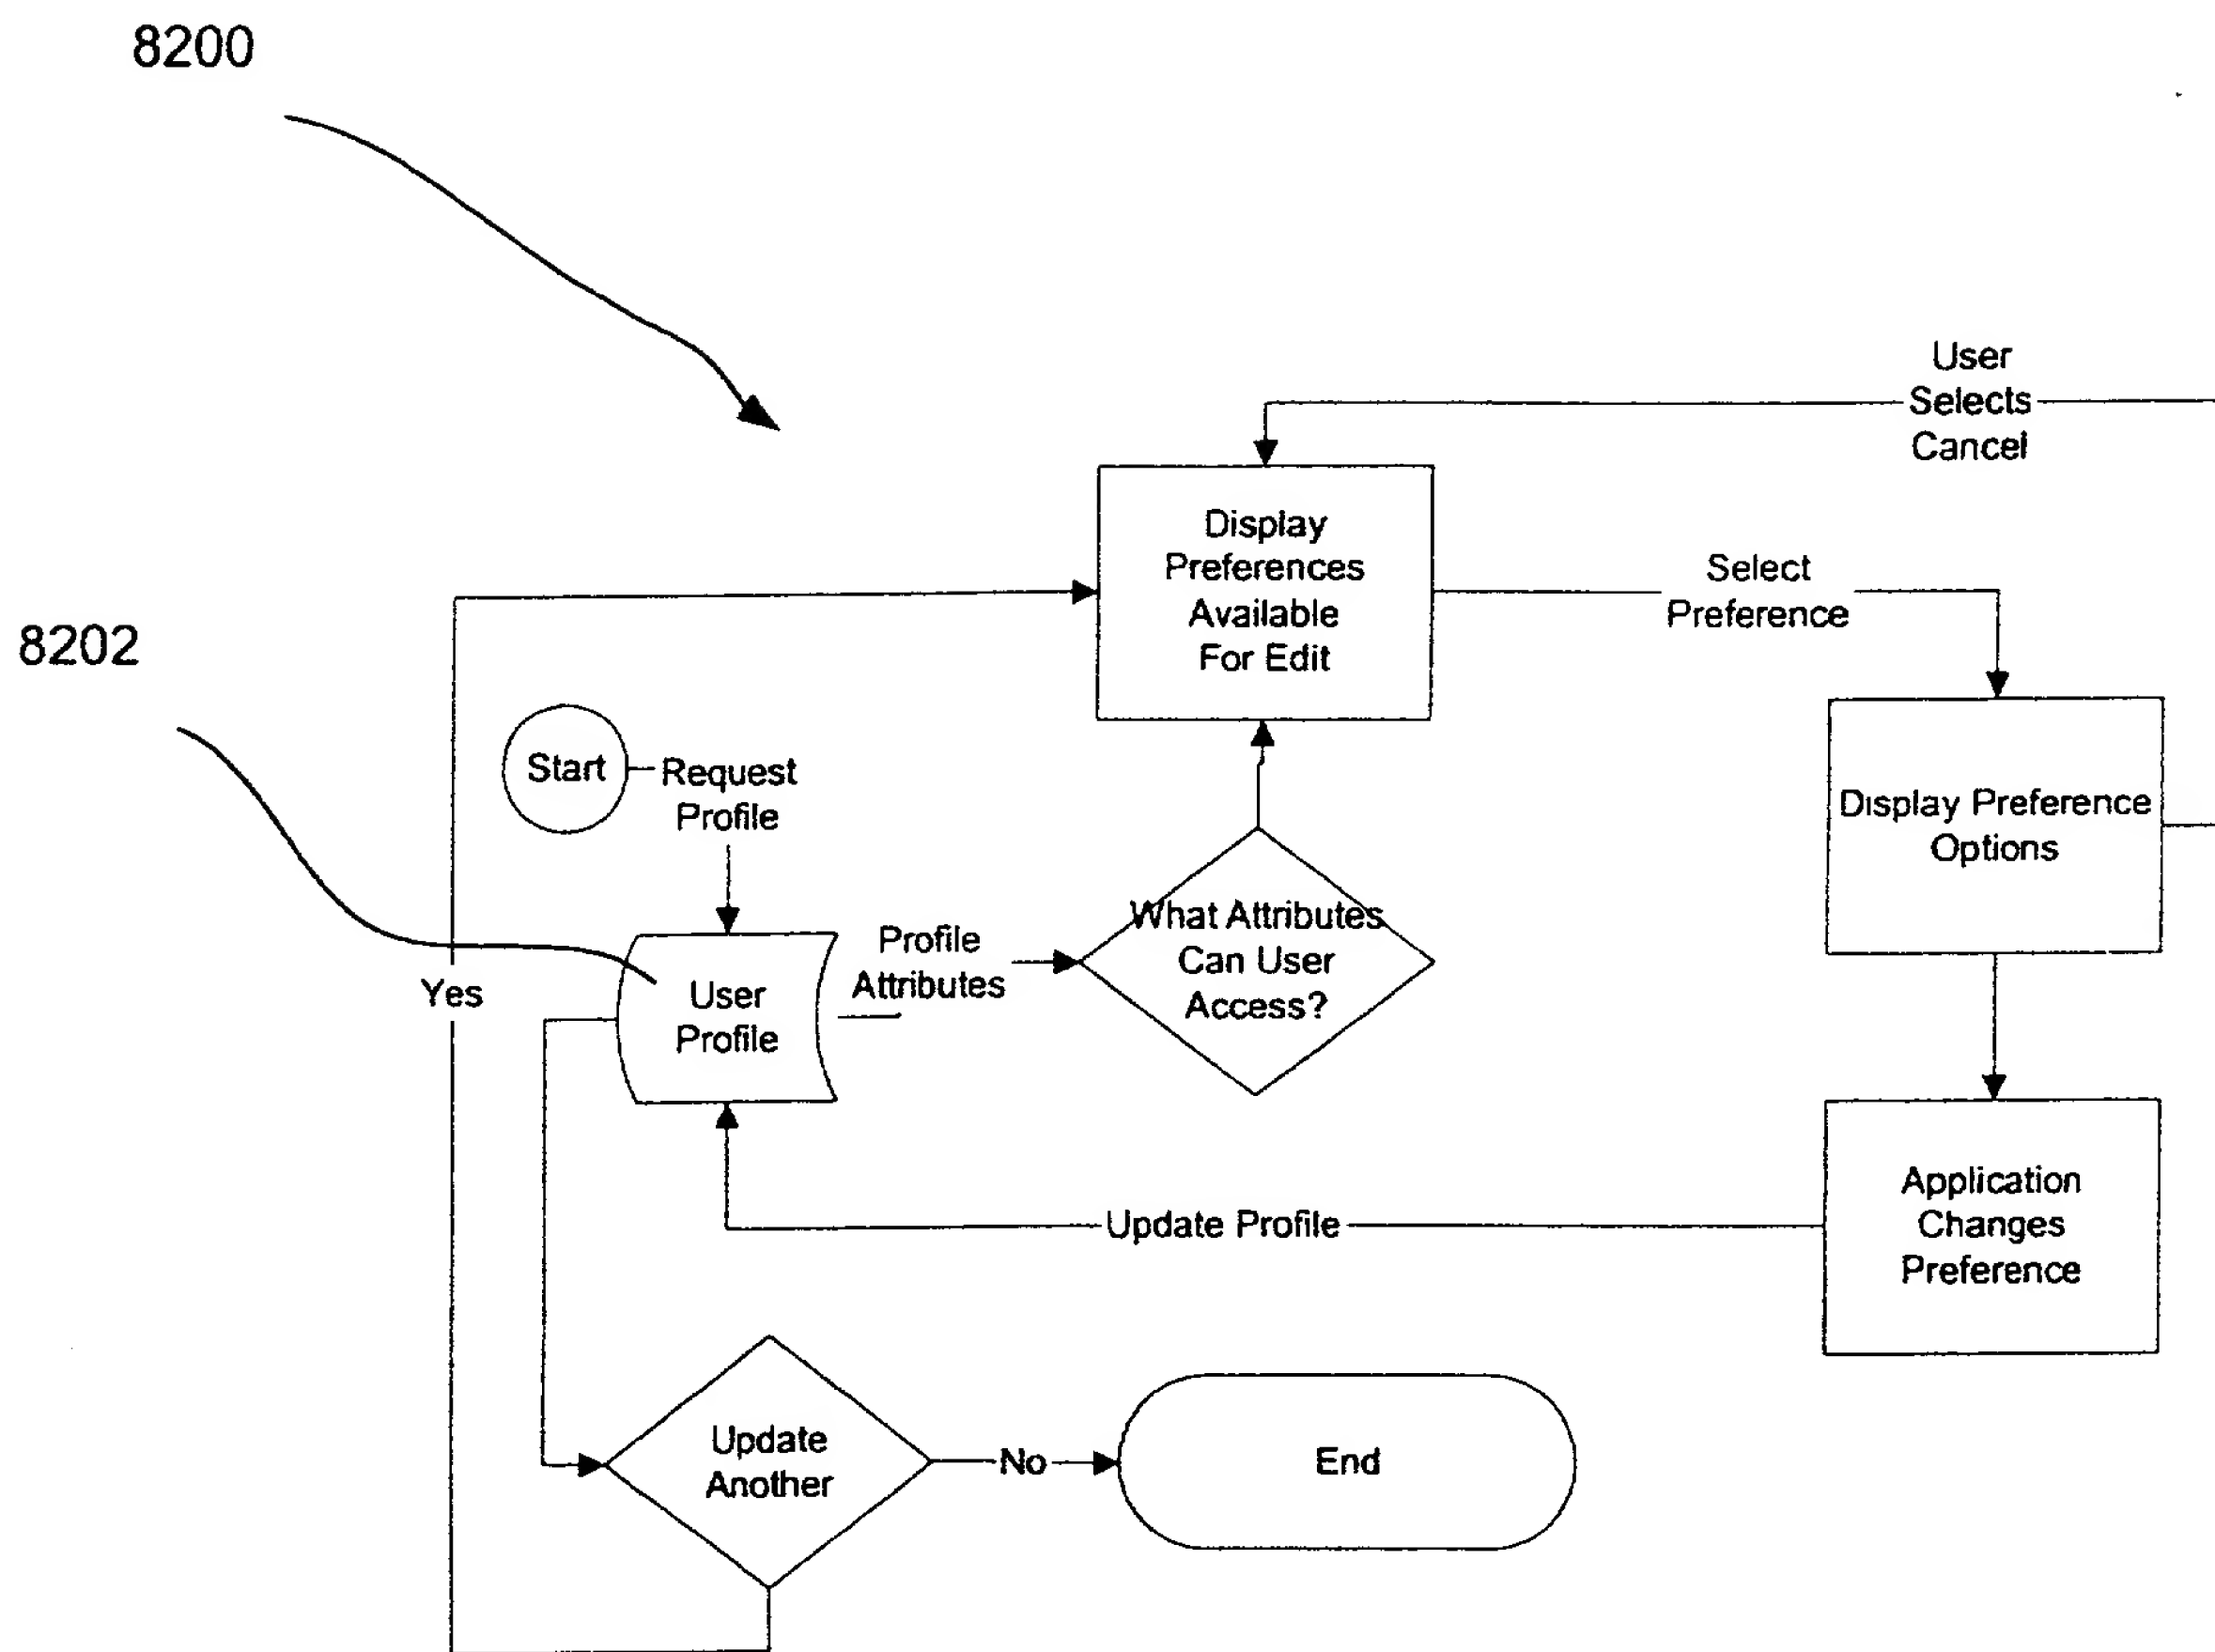 8200
User
Selects
Cancel
Display
Preferences
Available
For Edit
Select
Preference
8202
Start
Request
Profile
Display Preference
Options
What Attributes
Can User
Access?
Profile
Attributes
Yes
User
Profile
Application
Changes
Preference
Update Profile
Update
Another
No
End